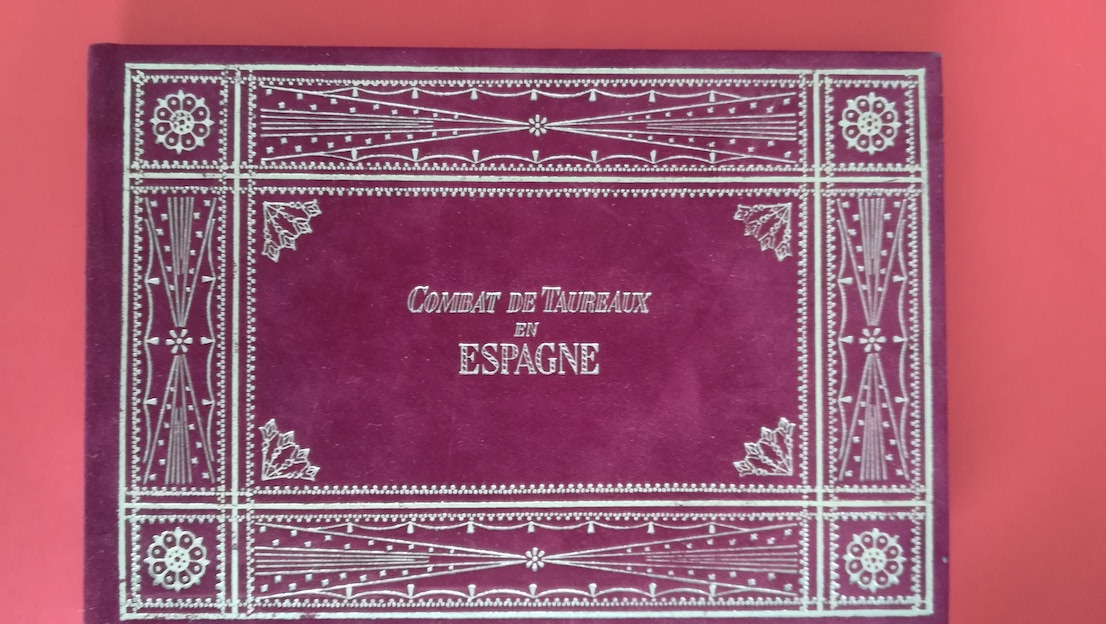 COMBAT DE TAUREAUX
EN
ESPAGNE